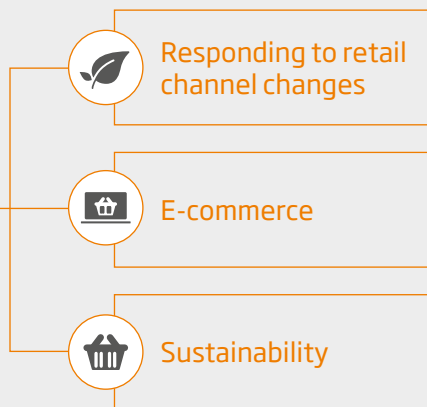 Responding to retail
channel changes
E-commerce
Sustainability